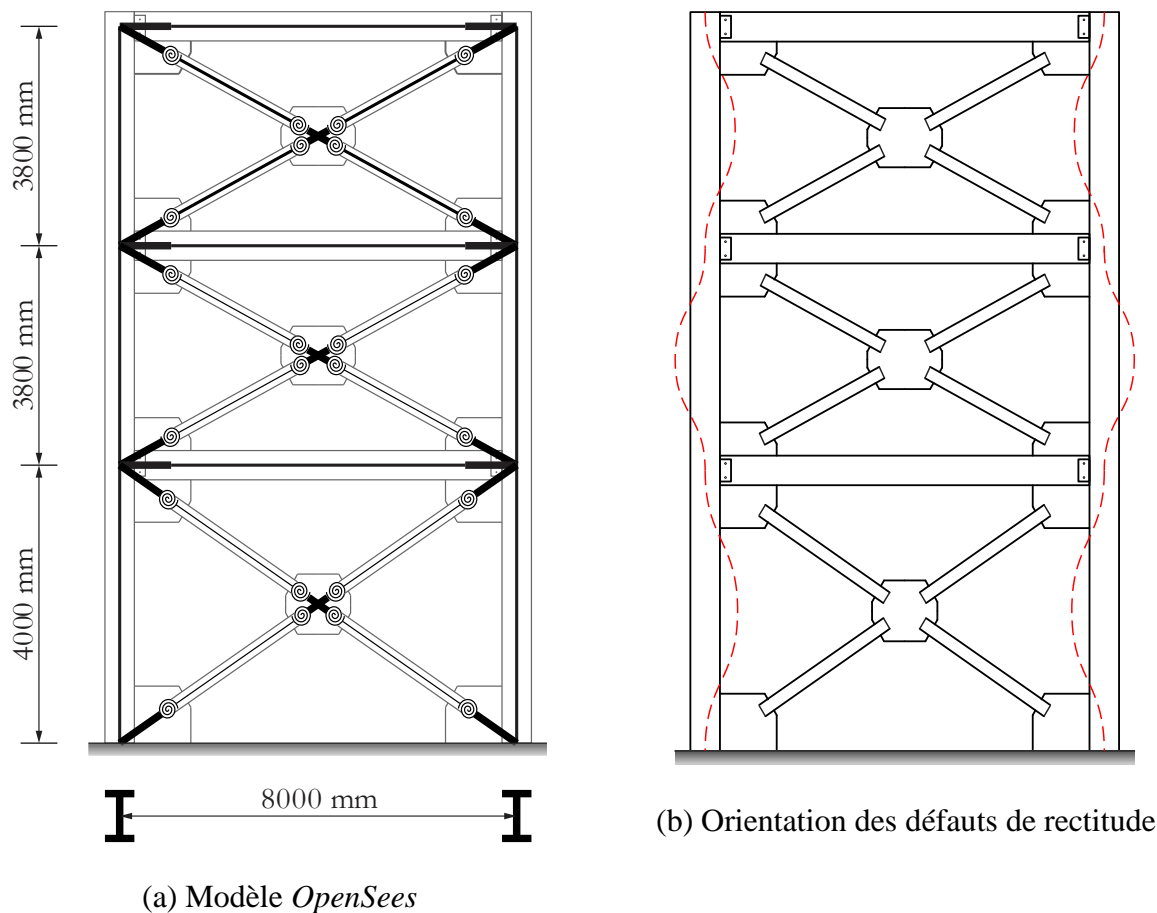 3800 mm
3800 mm
4000 mm
8000 mm
(b) Orientation des défauts de rectitude
(a) Modèle OpenSees